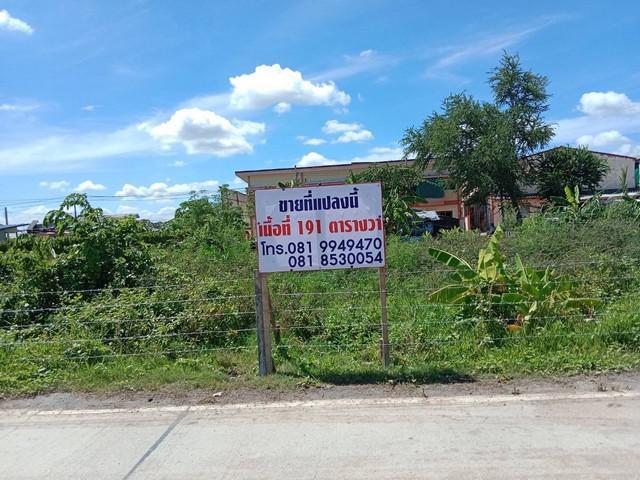 ขายที่แปลงนี้
เนื้อที่ 191 ตารางวา
โทร.081 9949470
081 8530054